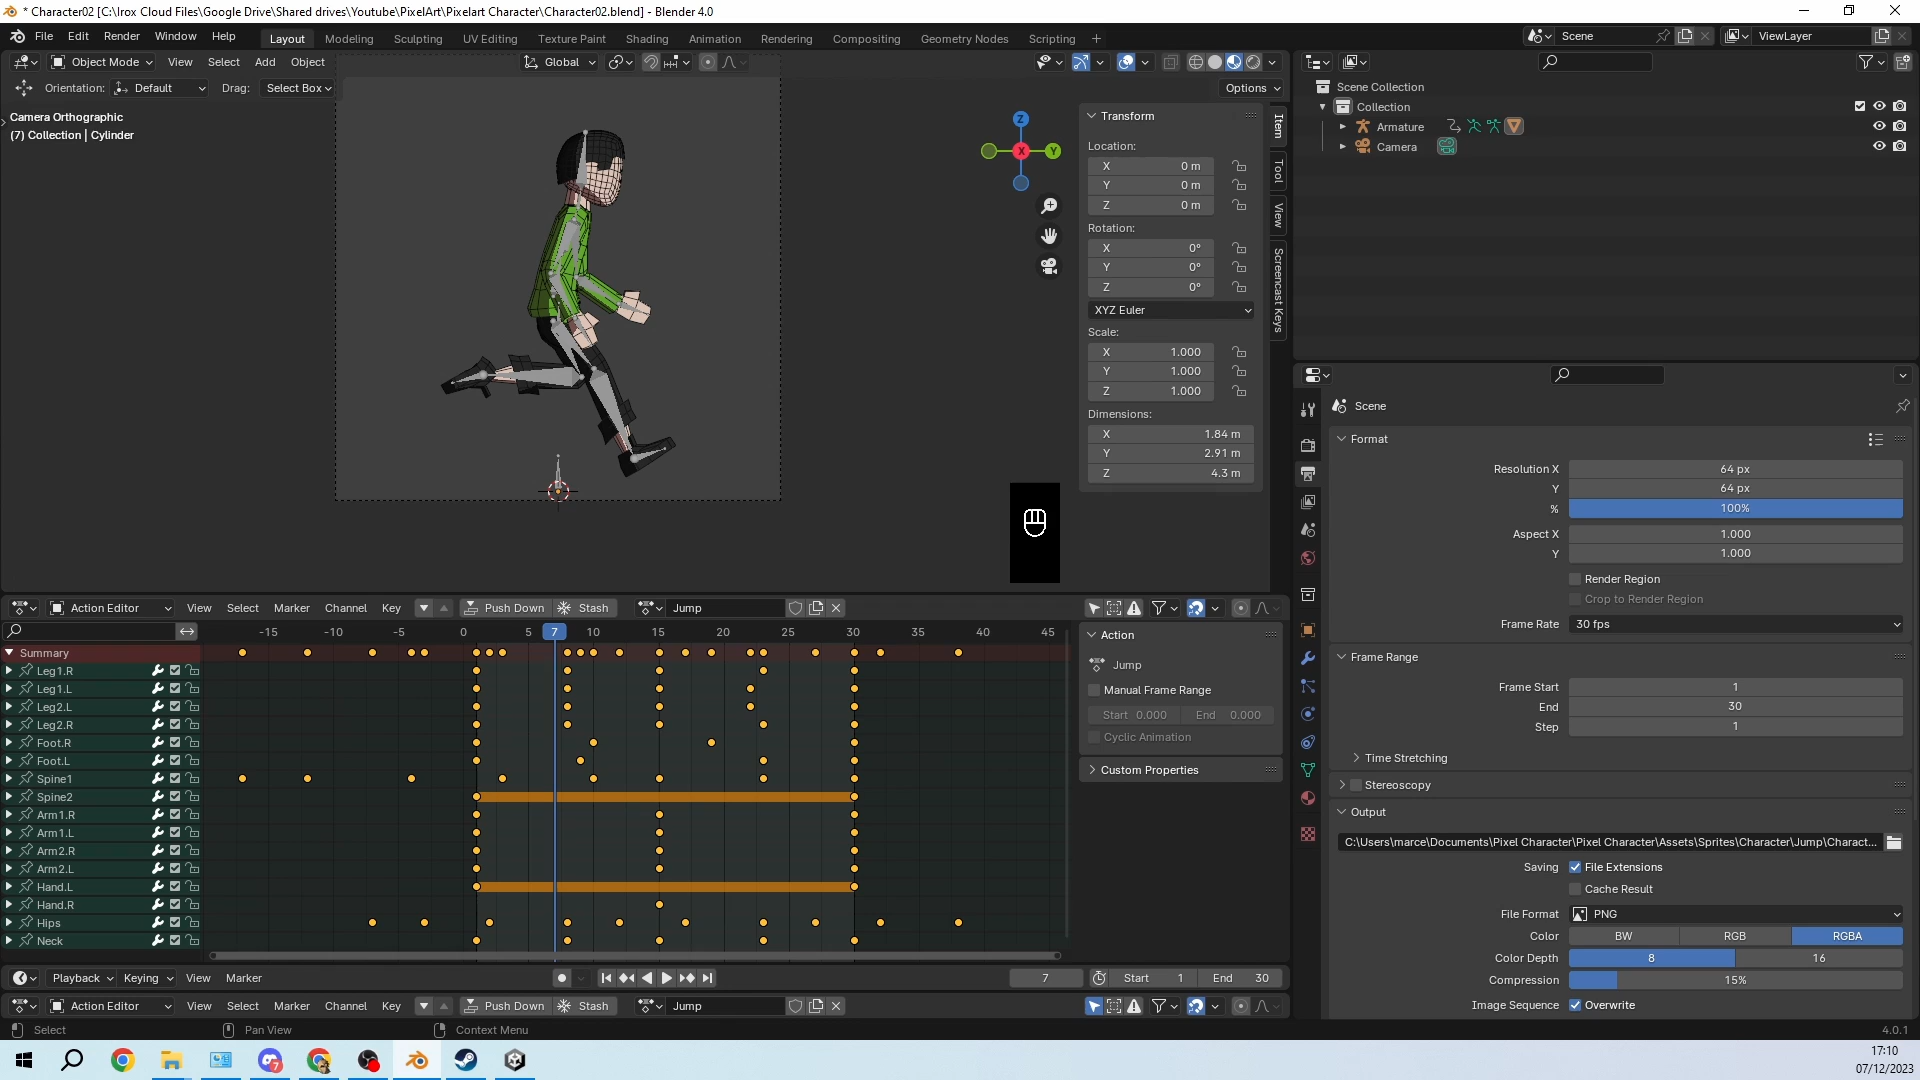 * Character02 [C:\Irox Cloud Files\Google Drive\Shared drives\Youtube\PixelArt\Pixelart Character\Character02.blend] - Blender 4.0
File Edit Render Window Help Layout Modeling Sculpting UV Editing Texture Paint Shading Animation Rendering Compositing Geometry Nodes Scripting + Scene ViewLayer
Object Mode View Select Add Object Global
Orientation: Default Drag: Select Box Options
Camera Orthographic
(7) Collection | Cylinder
Z
X
Y
Transform
Location:
X 0 m
Y 0 m
Z 0 m
Rotation:
X 0°
Y 0°
Z 0°
XYZ Euler
Scale:
X 1.000
Y 1.000
Z 1.000
Dimensions:
X 1.84 m
Y 2.91 m
Z 4.3 m
Item
Tool
View
Screencast Keys
Scene Collection
Collection
Armature
Camera
Scene
Format
Resolution X 64 px
Y 64 px
% 100%
Aspect X 1.000
Y 1.000
Render Region
Crop to Render Region
Frame Rate 30 fps
Frame Range
Frame Start 1
End 30
Step 1
Time Stretching
Stereoscopy
Output
C:\Users\marce\Documents\Pixel Character\Pixel Character\Assets\Sprites\Character\Jump\Charact...
Saving File Extensions
Cache Result
File Format PNG
Color BW RGB RGBA
Color Depth 8 16
Compression 15%
Image Sequence Overwrite
Action Editor View Select Marker Channel Key Push Down Stash Jump
-15 -10 -5 0 5 7 10 15 20 25 30 35 40 45
Summary
Leg1.R
Leg1.L
Leg2.L
Leg2.R
Foot.R
Foot.L
Spine1
Spine2
Arm1.R
Arm1.L
Arm2.R
Arm2.L
Hand.L
Hand.R
Hips
Neck
Action
Jump
Manual Frame Range
Start 0.000 End 0.000
Cyclic Animation
Custom Properties
Playback Keying View Marker 7 Start 1 End 30
Action Editor View Select Marker Channel Key Push Down Stash Jump
Select Pan View Context Menu 4.0.1
7
17:10
07/12/2023